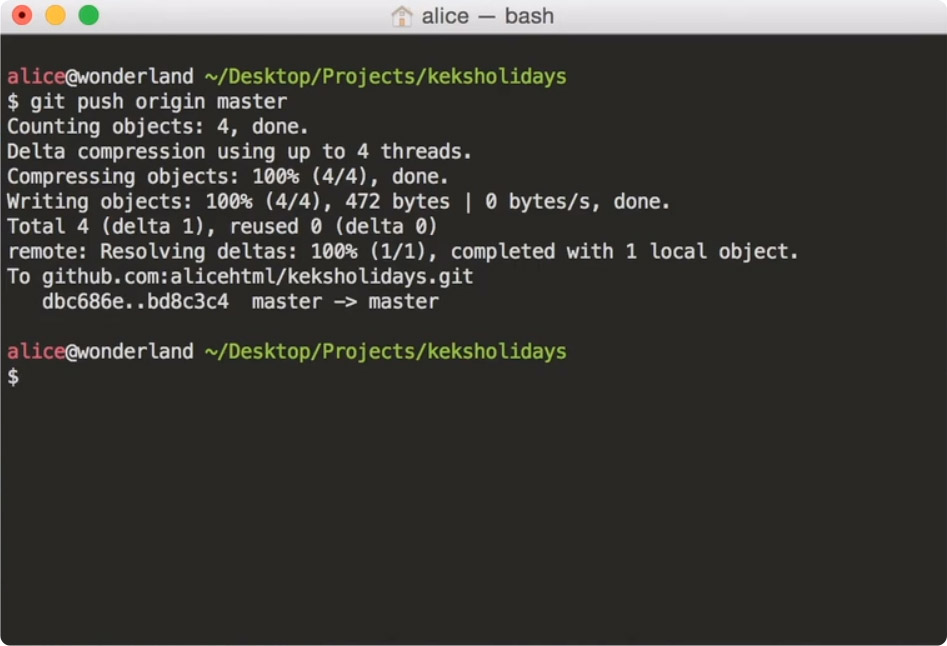 alice — bash
alice@wonderland ~/Desktop/Projects/keksholidays
$ git push origin master
Counting objects: 4, done.
Delta compression using up to 4 threads.
Compressing objects: 100% (4/4), done.
Writing objects: 100% (4/4), 472 bytes | 0 bytes/s, done.
Total 4 (delta 1), reused 0 (delta 0)
remote: Resolving deltas: 100% (1/1), completed with 1 local object.
To github.com:alicehtml/keksholidays.git
   dbc686e..bd8c3c4  master -> master
alice@wonderland ~/Desktop/Projects/keksholidays
$